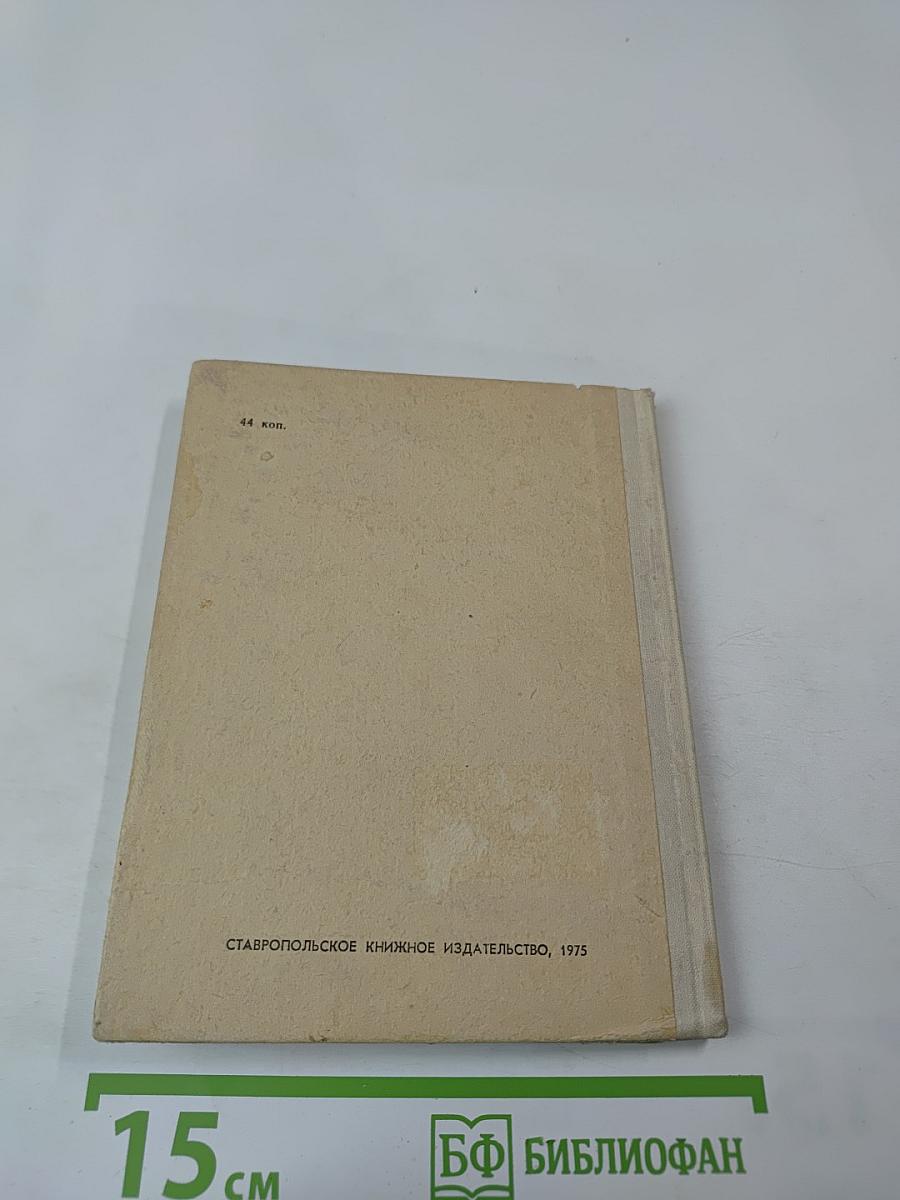 44 коп.
СТАВРОПОЛЬСКОЕ КНИЖНОЕ ИЗДАТЕЛЬСТВО, 1975
15 см
БФ БИБЛИОФАН